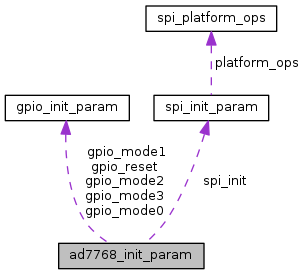 spi_platform_ops
platform_ops
gpio_init_param
spi_init_param
gpio_mode1
gpio_reset
gpio_mode2
gpio_mode3
gpio_mode0
spi_init
ad7768_init_param